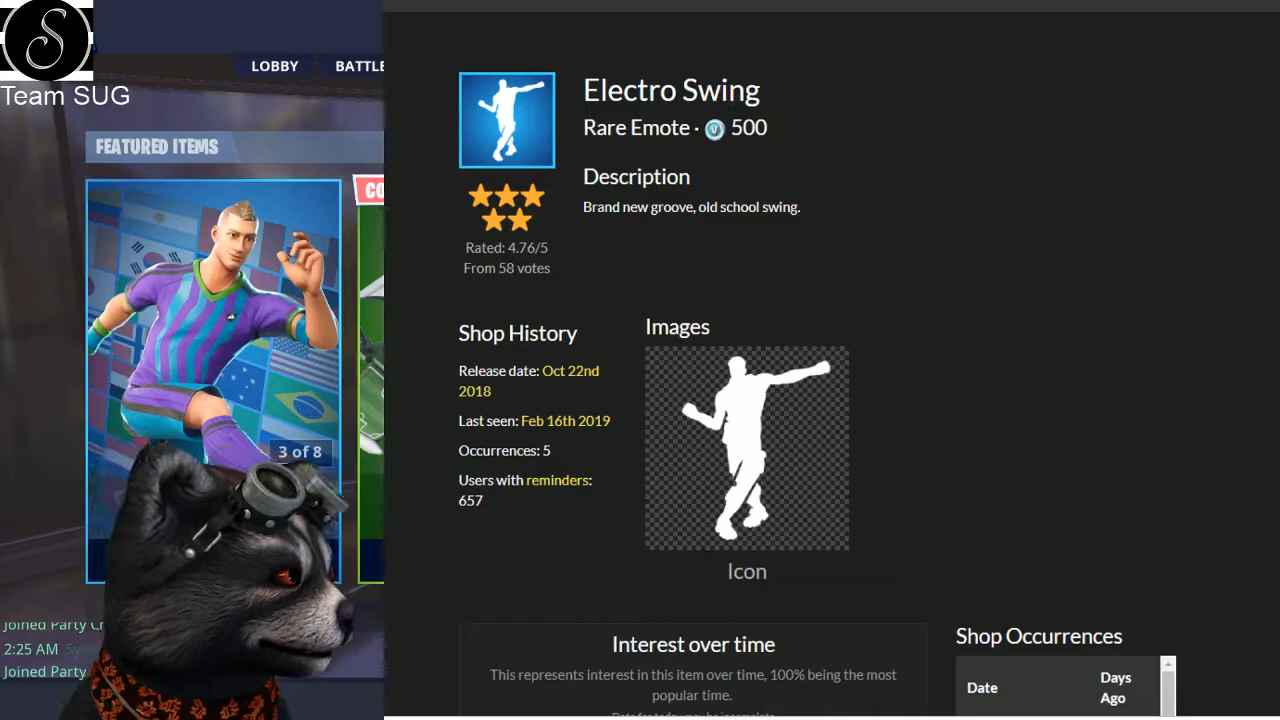 S
Team SUG
LOBBY BATTLE
FEATURED ITEMS
CO
3 of 8
Joined Party
2:25 AM
Joined Party
Electro Swing
Rare Emote · V 500
Description
Brand new groove, old school swing.
Rated: 4.76/5
From 58 votes
Shop History
Release date: Oct 22nd
2018
Last seen: Feb 16th 2019
Occurrences: 5
Users with reminders:
657
Images
Icon
Interest over time
This represents interest in this item over time, 100% being the most
popular time.
Shop Occurrences
Date
Days
Ago